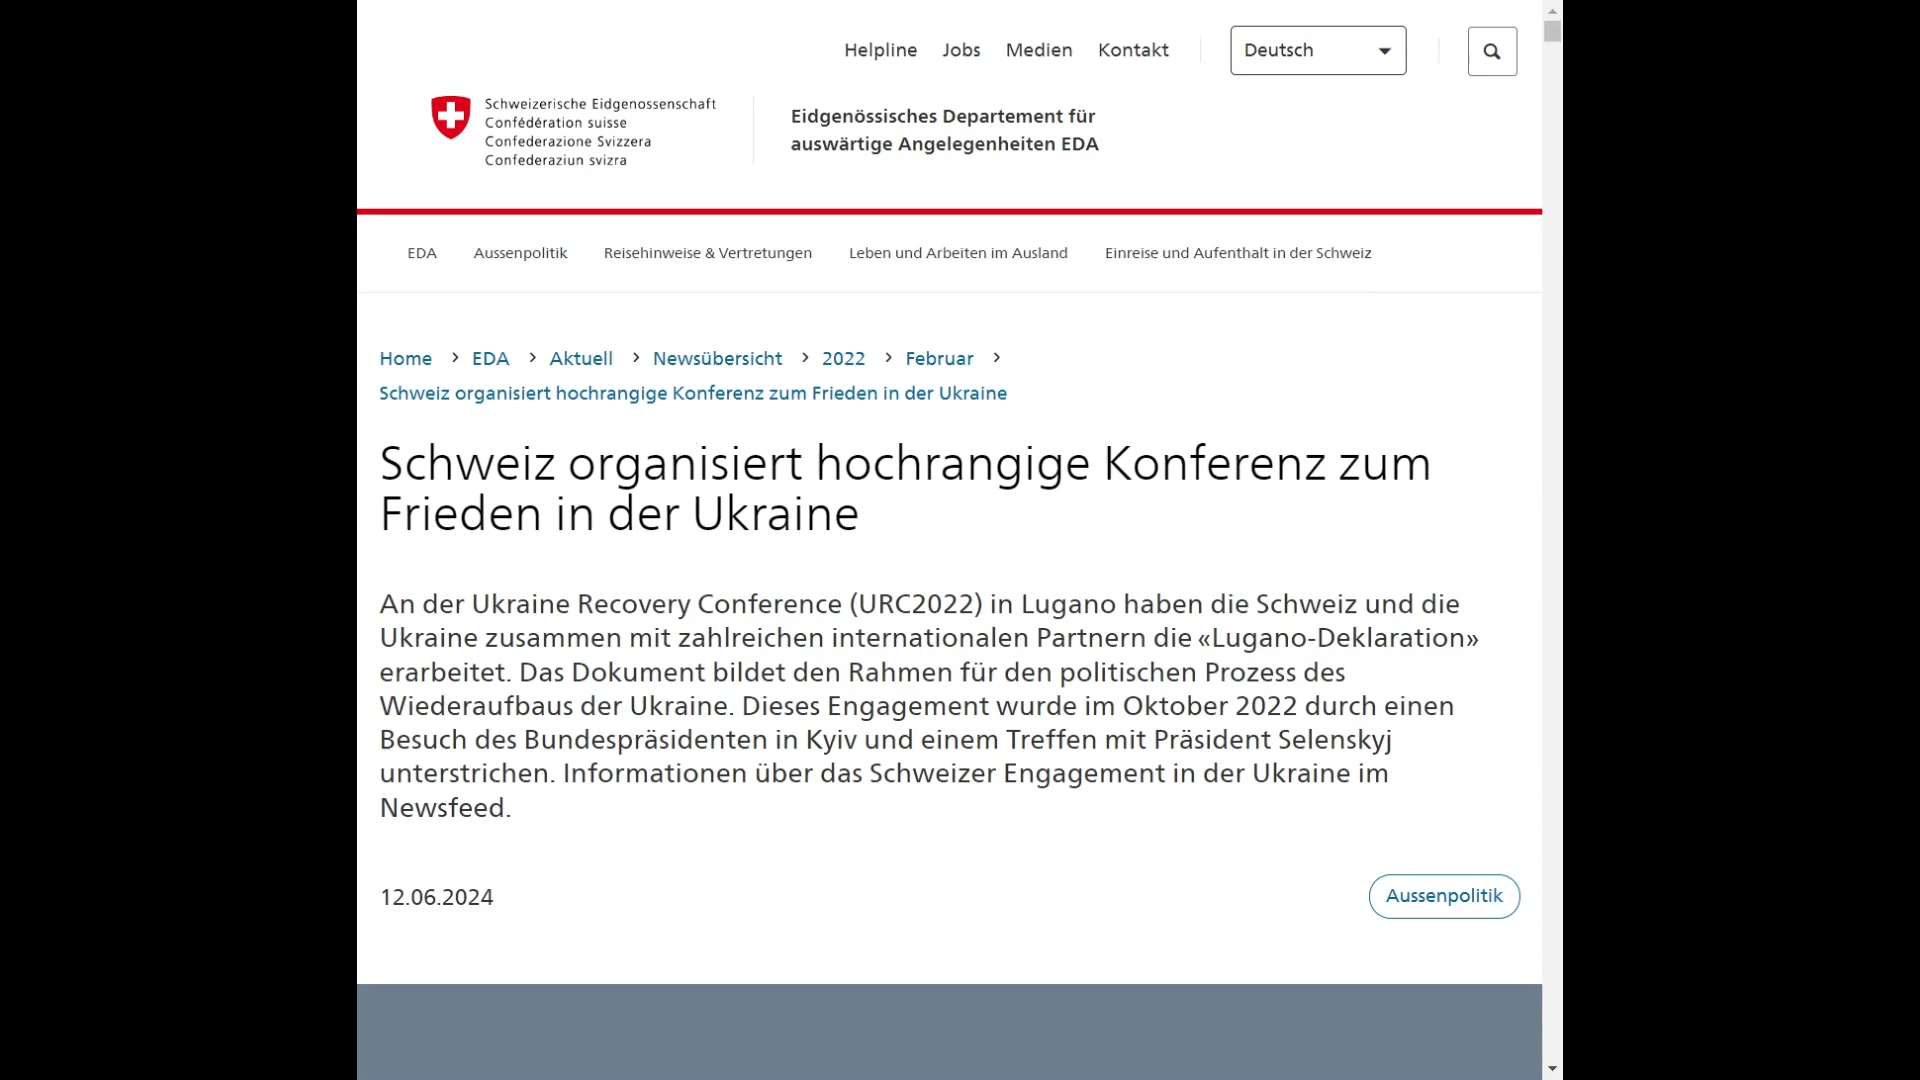 Helpline Jobs Medien Kontakt Deutsch
Schweizerische Eidgenossenschaft
Confédération suisse
Confederazione Svizzera
Confederaziun svizra
Eidgenössisches Departement für
auswärtige Angelegenheiten EDA
EDA Aussenpolitik Reisehinweise & Vertretungen Leben und Arbeiten im Ausland Einreise und Aufenthalt in der Schweiz
Home EDA Aktuell Newsübersicht 2022 Februar
Schweiz organisiert hochrangige Konferenz zum Frieden in der Ukraine
Schweiz organisiert hochrangige Konferenz zum
Frieden in der Ukraine
An der Ukraine Recovery Conference (URC2022) in Lugano haben die Schweiz und die
Ukraine zusammen mit zahlreichen internationalen Partnern die «Lugano-Deklaration»
erarbeitet. Das Dokument bildet den Rahmen für den politischen Prozess des
Wiederaufbaus der Ukraine. Dieses Engagement wurde im Oktober 2022 durch einen
Besuch des Bundespräsidenten in Kyiv und einem Treffen mit Präsident Selenskyj
unterstrichen. Informationen über das Schweizer Engagement in der Ukraine im
Newsfeed.
12.06.2024 Aussenpolitik